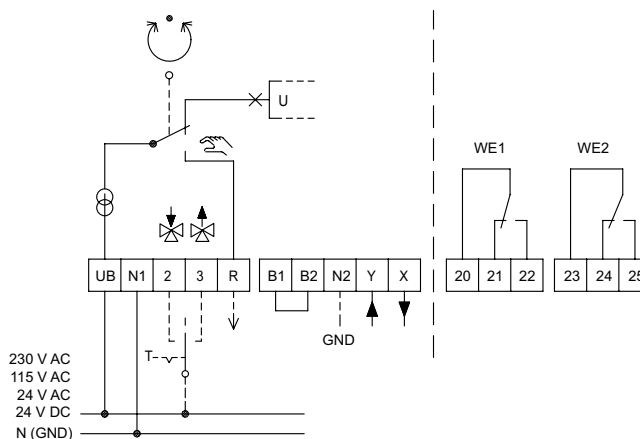 U
WE1 WE2
UB N1 2 3 R B1 B2 N2 Y X 20 21 22 23 24 25
GND
T
230 V AC
115 V AC
24 V AC
24 V DC
N (GND)